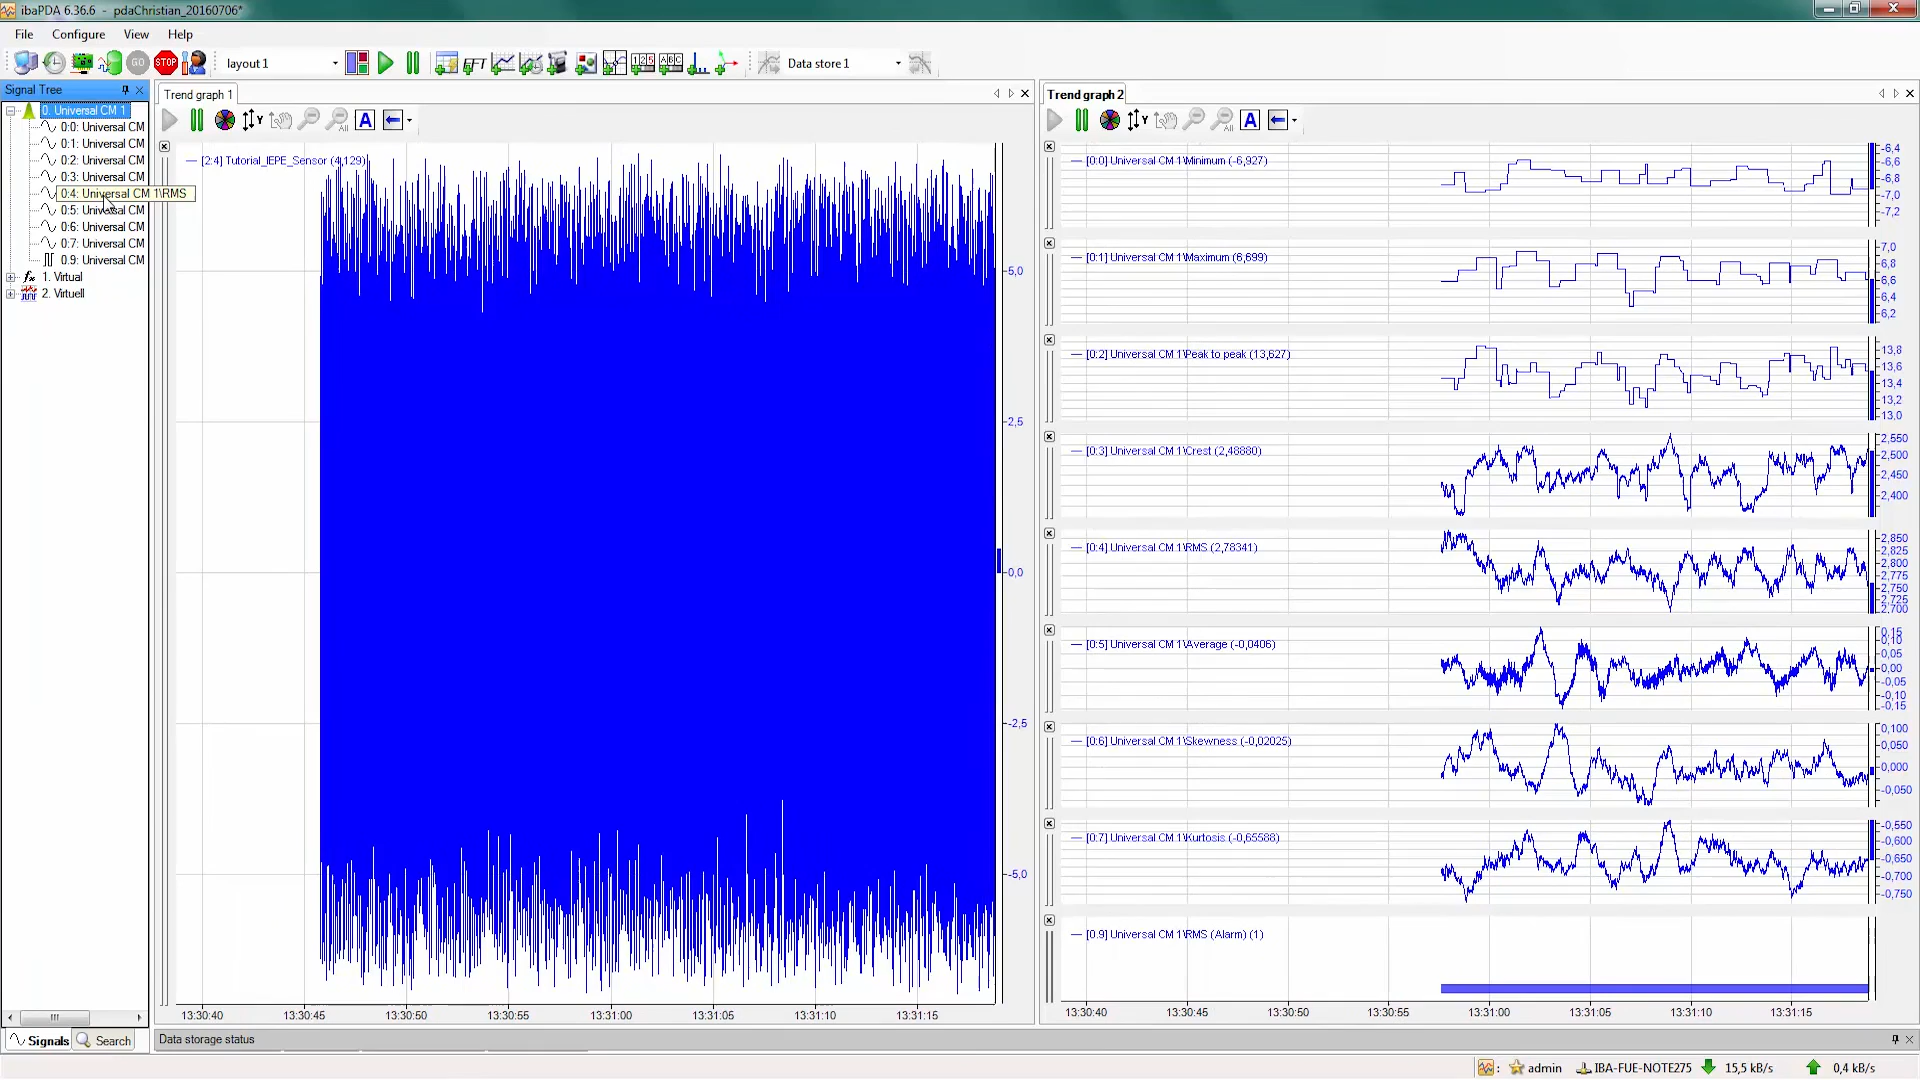 ibaPDA 6.36.6 - pdaChristian_20160706*
File Configure View Help
GO STOP layout 1 FFT Data store 1
Signal Tree
0. Universal CM 1
0:0: Universal CM
0:1: Universal CM
0:2: Universal CM
0:3: Universal CM
0:4: Universal CM 1\RMS
0:5: Universal CM
0:6: Universal CM
0:7: Universal CM
0.9: Universal CM
1. Virtual
2. Virtuell
Signals Search
Trend graph 1
[2:4] Tutorial_IEPE_Sensor (4,129)
5,0
2,5
0,0
-2,5
-5,0
13:30:40 13:30:45 13:30:50 13:30:55 13:31:00 13:31:05 13:31:10 13:31:15
Trend graph 2
[0:0] Universal CM 1\Minimum (-6,927)
-6,4
-6,6
-6,8
-7,0
-7,2
[0:1] Universal CM 1\Maximum (6,699)
7,0
6,8
6,6
6,4
6,2
[0:2] Universal CM 1\Peak to peak (13,627)
13,8
13,6
13,4
13,2
13,0
[0:3] Universal CM 1\Crest (2,48880)
2,550
2,500
2,450
2,400
[0:4] Universal CM 1\RMS (2,78341)
2,850
2,825
2,800
2,775
2,750
2,725
2,700
[0:5] Universal CM 1\Average (-0,0406)
0,15
0,10
0,05
0,00
-0,05
-0,10
-0,15
[0:6] Universal CM 1\Skewness (-0,02025)
0,100
0,050
0,000
-0,050
[0:7] Universal CM 1\Kurtosis (-0,65588)
-0,550
-0,600
-0,650
-0,700
-0,750
[0.9] Universal CM 1\RMS (Alarm) (1)
13:30:40 13:30:45 13:30:50 13:30:55 13:31:00 13:31:05 13:31:10 13:31:15
Data storage status
admin IBA-FUE-NOTE275 15,5 kB/s 0,4 kB/s